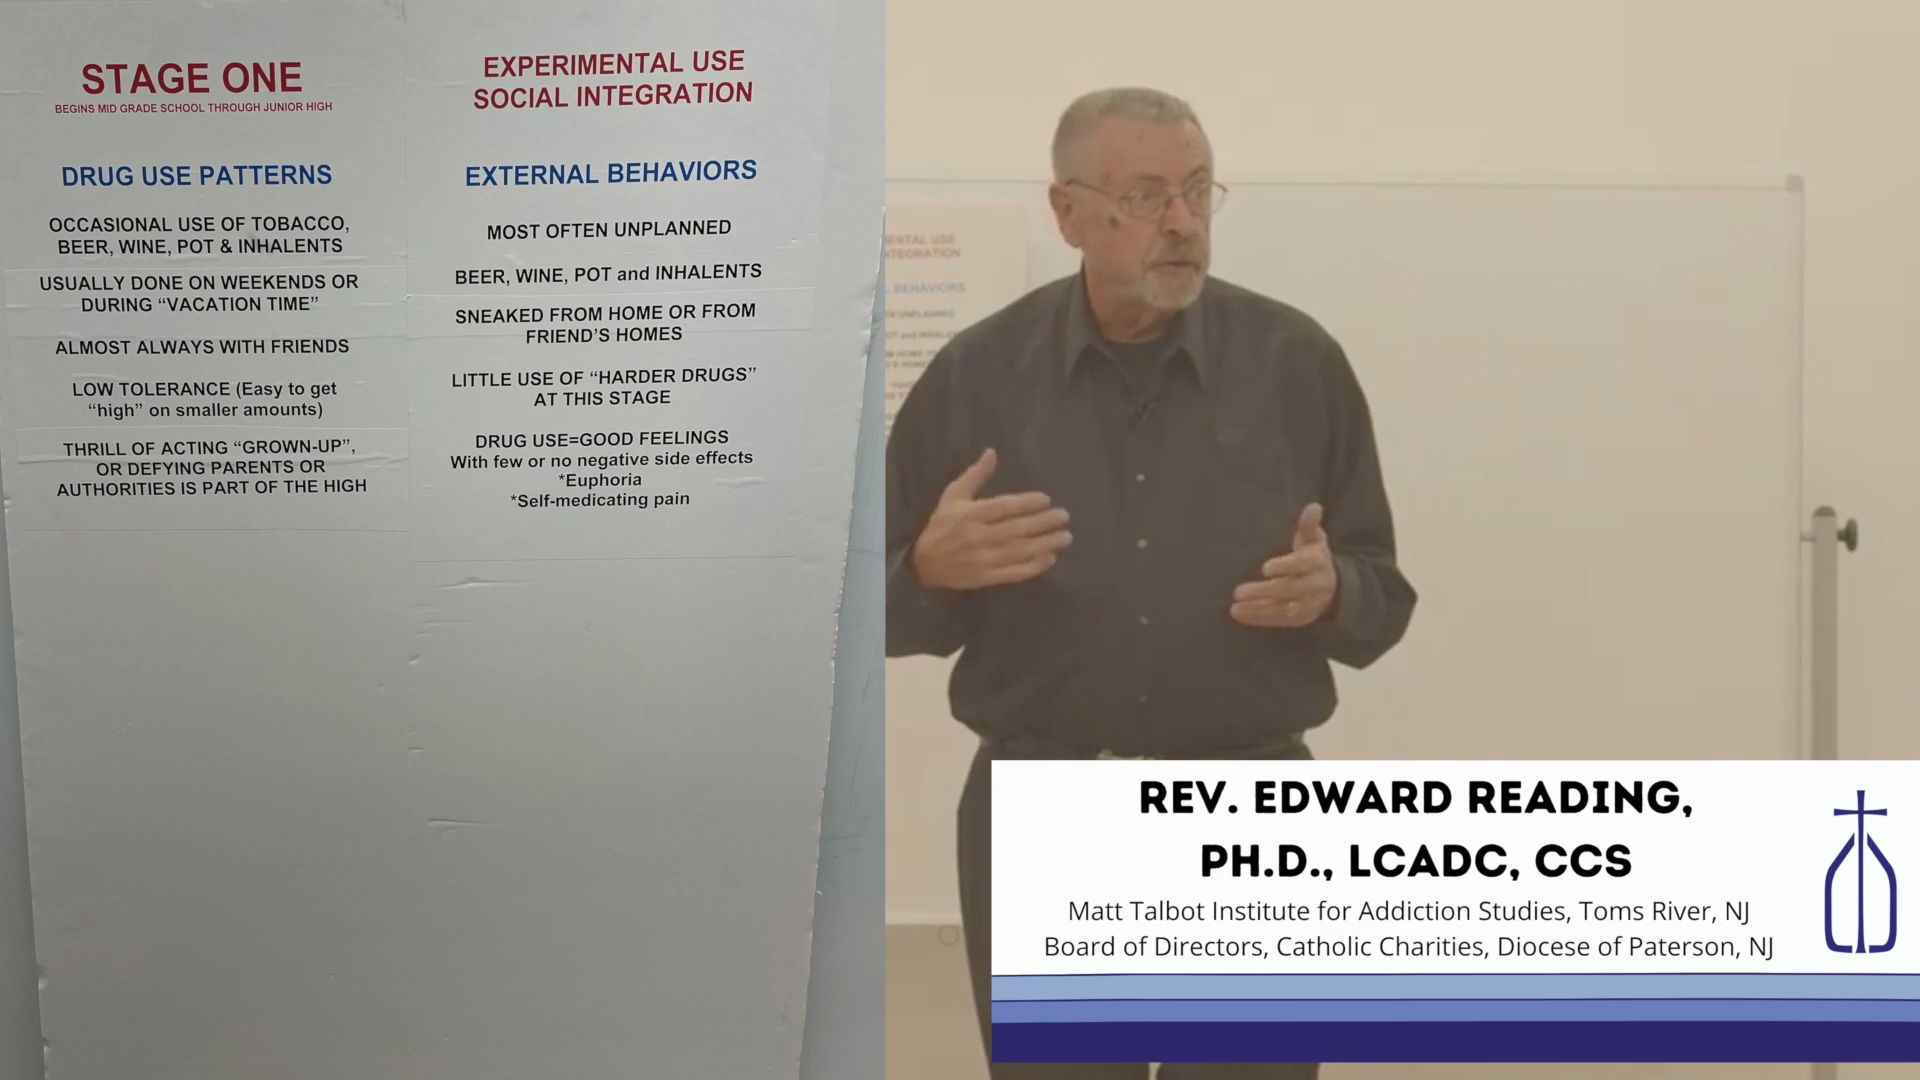 STAGE ONE
BEGINS MID GRADE SCHOOL THROUGH JUNIOR HIGH
DRUG USE PATTERNS
OCCASIONAL USE OF TOBACCO,
BEER, WINE, POT & INHALENTS
USUALLY DONE ON WEEKENDS OR
DURING “VACATION TIME”
ALMOST ALWAYS WITH FRIENDS
LOW TOLERANCE (Easy to get
“high” on smaller amounts)
THRILL OF ACTING “GROWN-UP”,
OR DEFYING PARENTS OR
AUTHORITIES IS PART OF THE HIGH
EXPERIMENTAL USE
SOCIAL INTEGRATION
EXTERNAL BEHAVIORS
MOST OFTEN UNPLANNED
BEER, WINE, POT and INHALENTS
SNEAKED FROM HOME OR FROM
FRIEND’S HOMES
LITTLE USE OF “HARDER DRUGS”
AT THIS STAGE
DRUG USE=GOOD FEELINGS
With few or no negative side effects
*Euphoria
*Self-medicating pain
REV. EDWARD READING,
PH.D., LCADC, CCS
Matt Talbot Institute for Addiction Studies, Toms River, NJ
Board of Directors, Catholic Charities, Diocese of Paterson, NJ